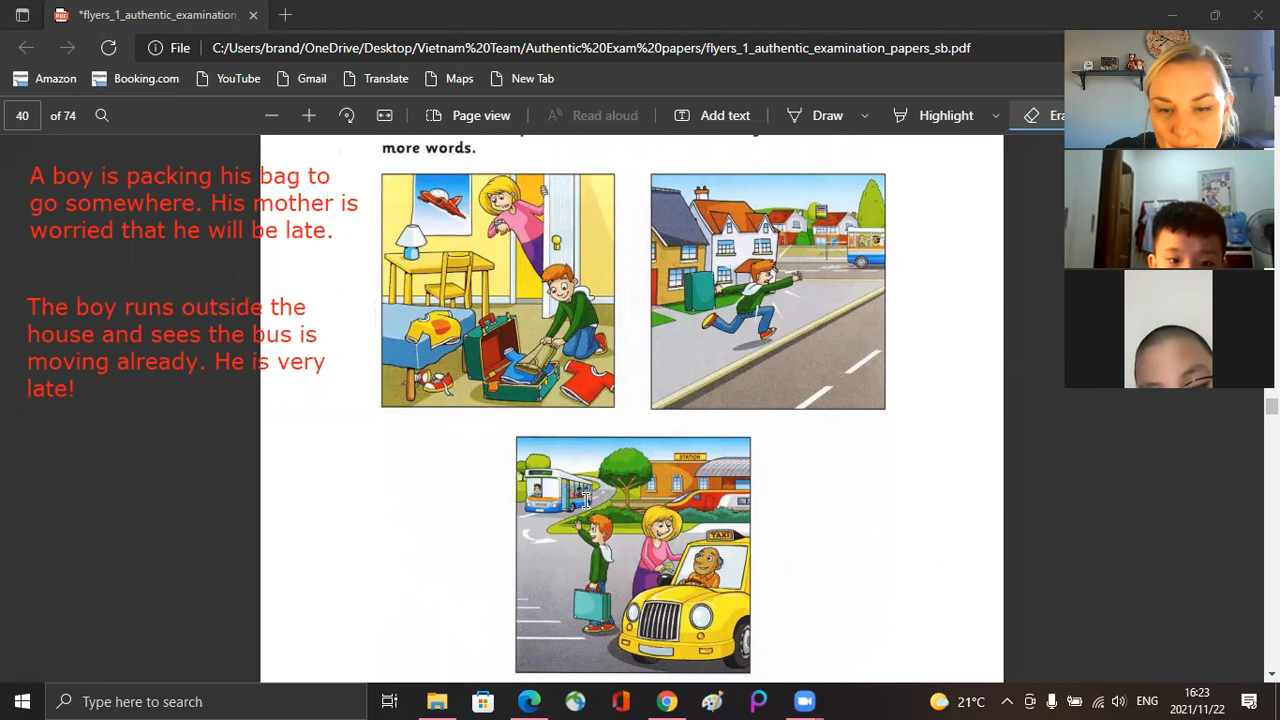 *flyers_1_authentic_examination_
File
C:/Users/brand/OneDrive/Desktop/Vietnam%20Team/Authentic%20Exam%20papers/flyers_1_authentic_examination_papers_sb.pdf
Amazon
Booking.com
YouTube
Gmail
Translate
Maps
New Tab
40
of 74
Page view
Read aloud
Add text
Draw
Highlight
more words.
A boy is packing his bag to
go somewhere. His mother is
worried that he will be late.
The boy runs outside the
house and sees the bus is
moving already. He is very
late!
STATION
TAXI
Type here to search
21°C
ENG
16:23
2021/11/22